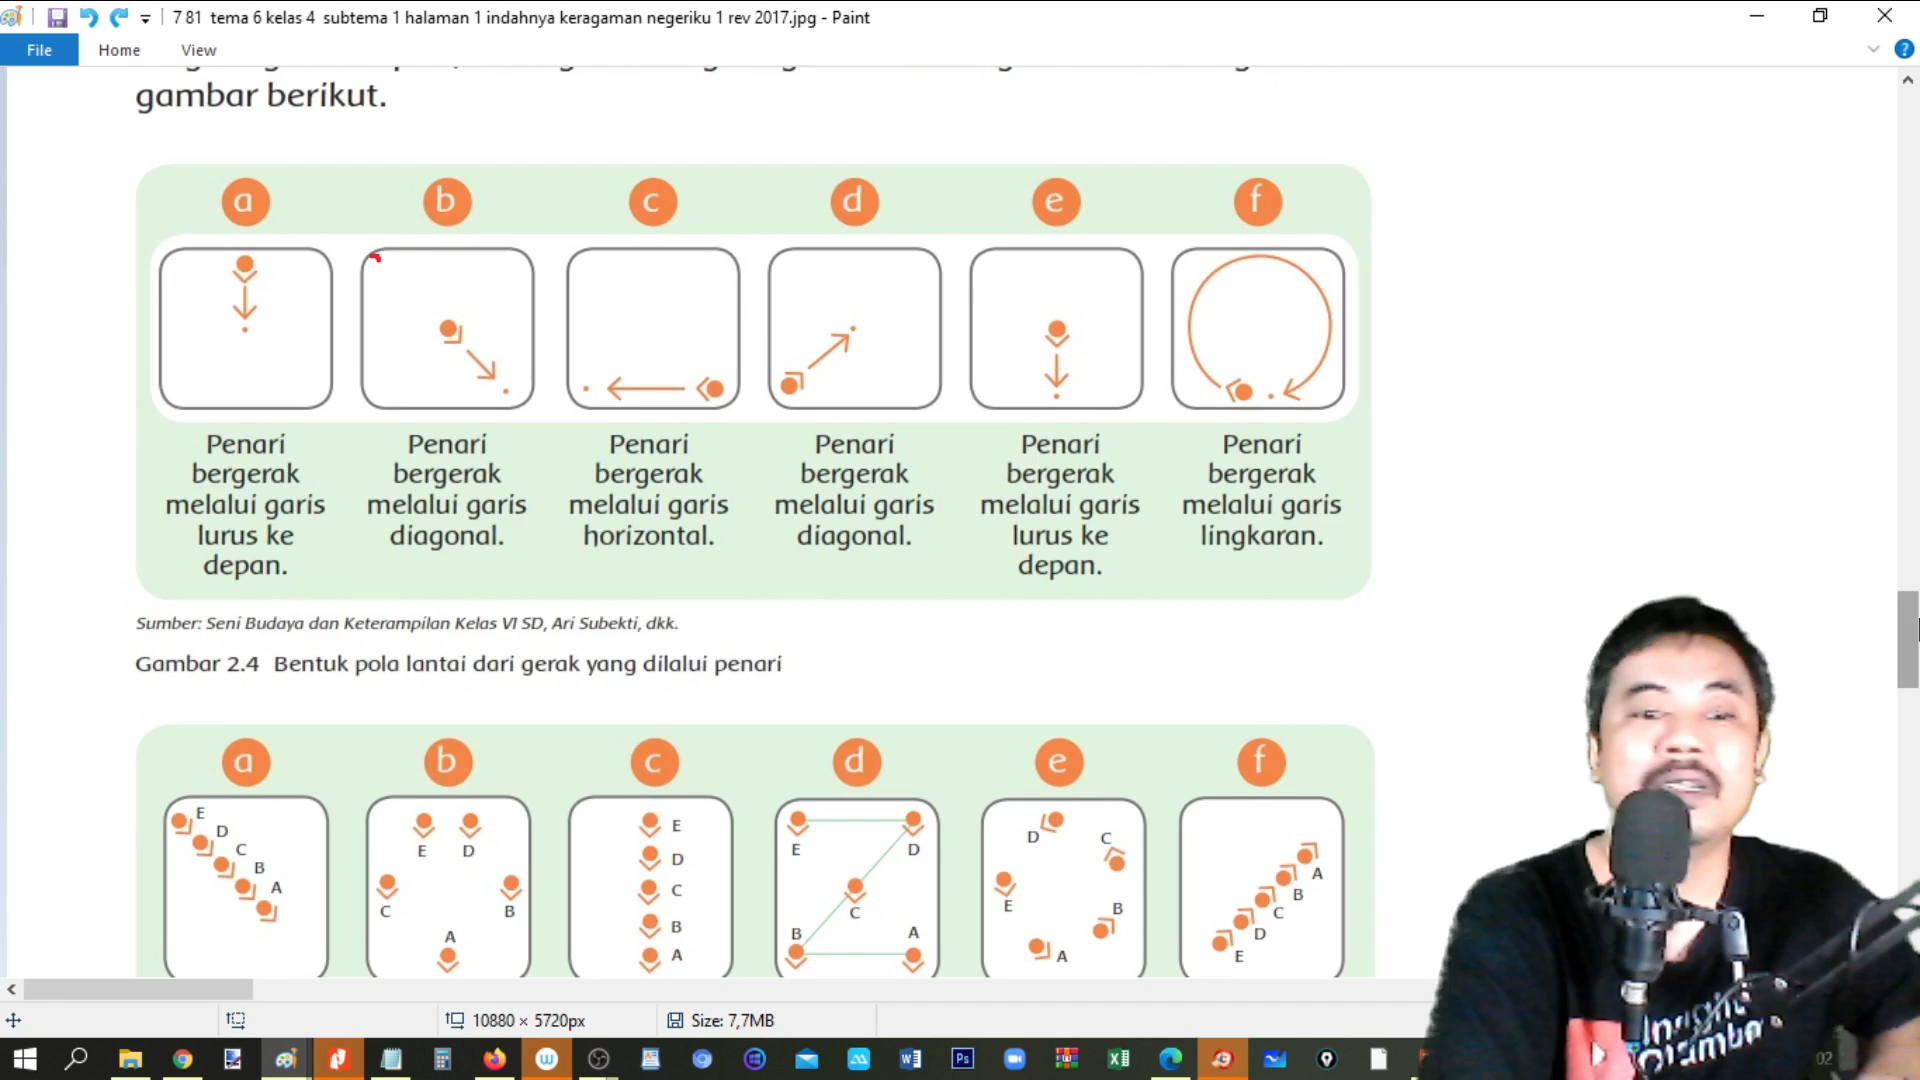 7 81 tema 6 kelas 4 subtema 1 halaman 1 indahnya keragaman negeriku 1 rev 2017.jpg - Paint
File Home View
gambar berikut.
a b c d e f
Penari bergerak melalui garis lurus ke depan.
Penari bergerak melalui garis diagonal.
Penari bergerak melalui garis horizontal.
Penari bergerak melalui garis diagonal.
Penari bergerak melalui garis lurus ke depan.
Penari bergerak melalui garis lingkaran.
Sumber: Seni Budaya dan Keterampilan Kelas VI SD, Ari Subekti, dkk.
Gambar 2.4 Bentuk pola lantai dari gerak yang dilalui penari
a b c d e f
E D C B A
E D C B A
E D C B A
E D C B A
D C E B A
A B C D E
10880 × 5720px
Size: 7,7MB
02